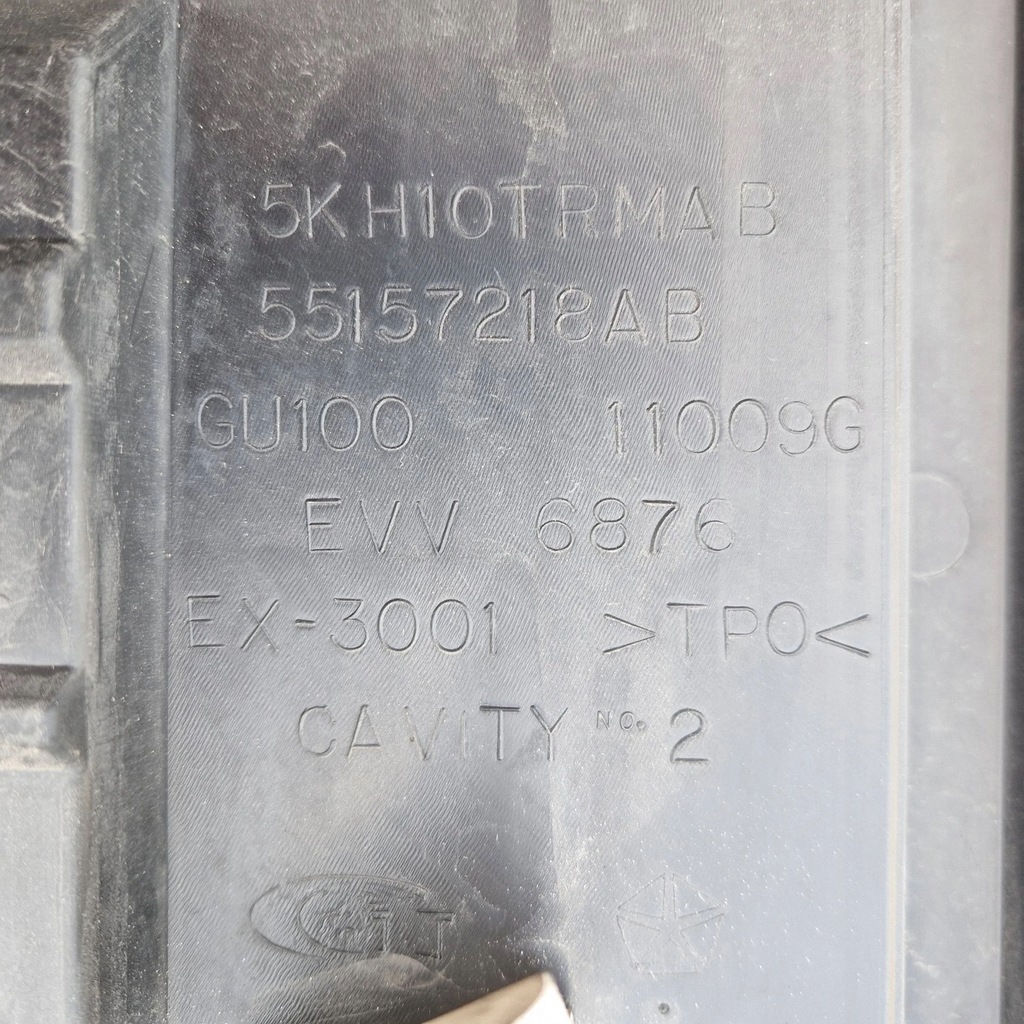 5KH10TRMAB
55157218AB
GU100 11009G
EVV 6876
EX-3001 >TPO<
CAVITY NO. 2